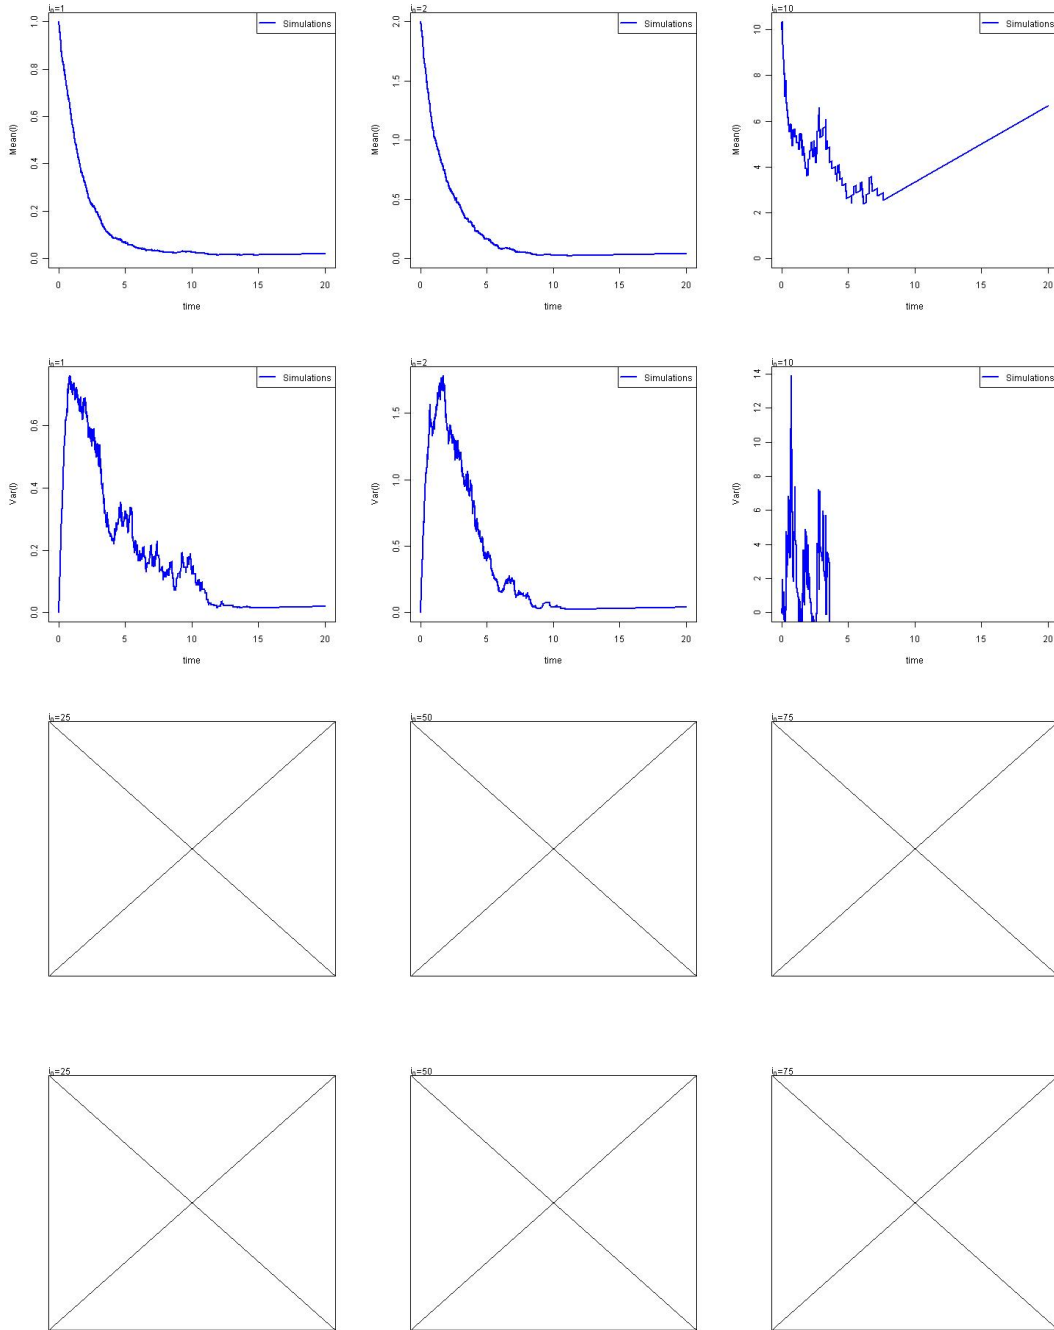 i₀=1
Simulations
Mean(I)
0.0 0.2 0.4 0.6 0.8 1.0
0 5 10 15 20
time
i₀=2
Simulations
Mean(I)
0.0 0.5 1.0 1.5 2.0
0 5 10 15 20
time
i₀=10
Simulations
Mean(I)
0 2 4 6 8 10
0 5 10 15 20
time
i₀=1
Simulations
Var(I)
0.0 0.2 0.4 0.6
0 5 10 15 20
time
i₀=2
Simulations
Var(I)
0.0 0.5 1.0 1.5
0 5 10 15 20
time
i₀=10
Simulations
Var(I)
0 2 4 6 8 10 12 14
0 5 10 15 20
time
i₀=25
i₀=50
i₀=75
i₀=25
i₀=50
i₀=75